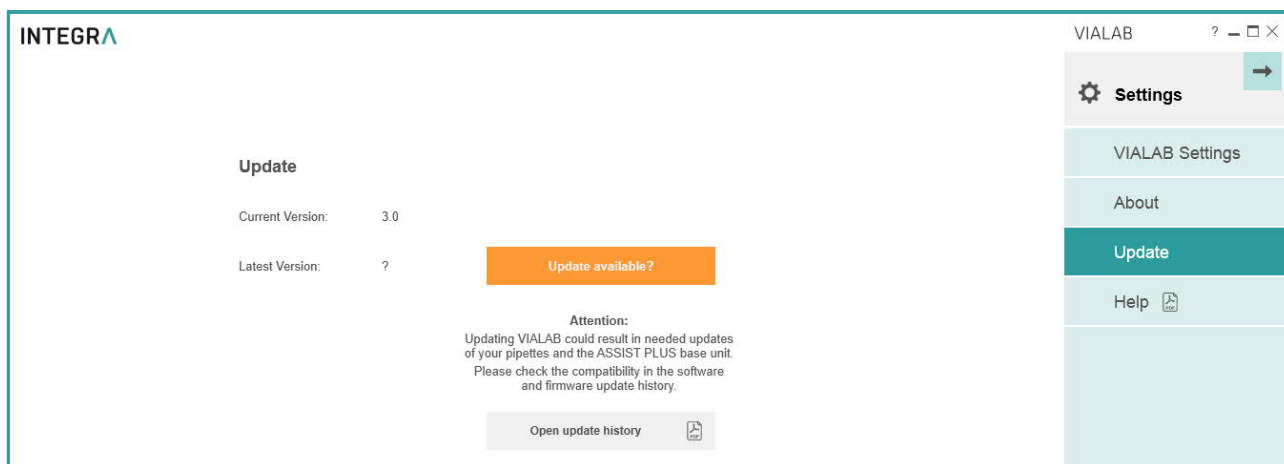 INTEGRA
VIALAB ?
Settings
VIALAB Settings
About
Update
Help PDF
Update
Current Version: 3.0
Latest Version: ?
Update available?
Attention:
Updating VIALAB could result in needed updates
of your pipettes and the ASSIST PLUS base unit.
Please check the compatibility in the software
and firmware update history.
Open update history PDF